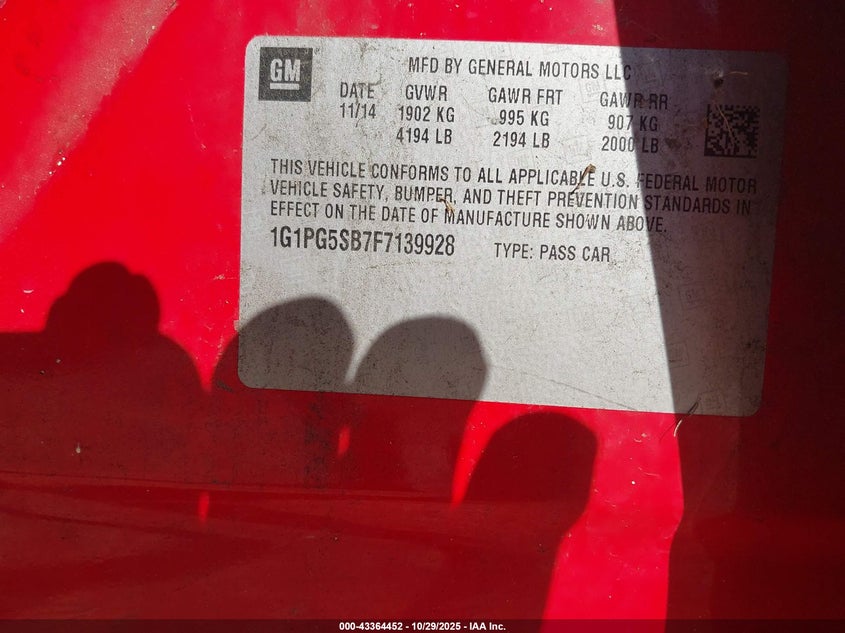 GM
MFD BY GENERAL MOTORS LLC
DATE GVWR GAWR FRT GAWR RR
11/14 1902 KG 995 KG 907 KG
4194 LB 2194 LB 2000 LB
THIS VEHICLE CONFORMS TO ALL APPLICABLE U.S. FEDERAL MOTOR
VEHICLE SAFETY, BUMPER, AND THEFT PREVENTION STANDARDS IN
EFFECT ON THE DATE OF MANUFACTURE SHOWN ABOVE.
1G1PG5SB7F7139928 TYPE: PASS CAR
000-43364452 - 10/29/2025 - IAA Inc.